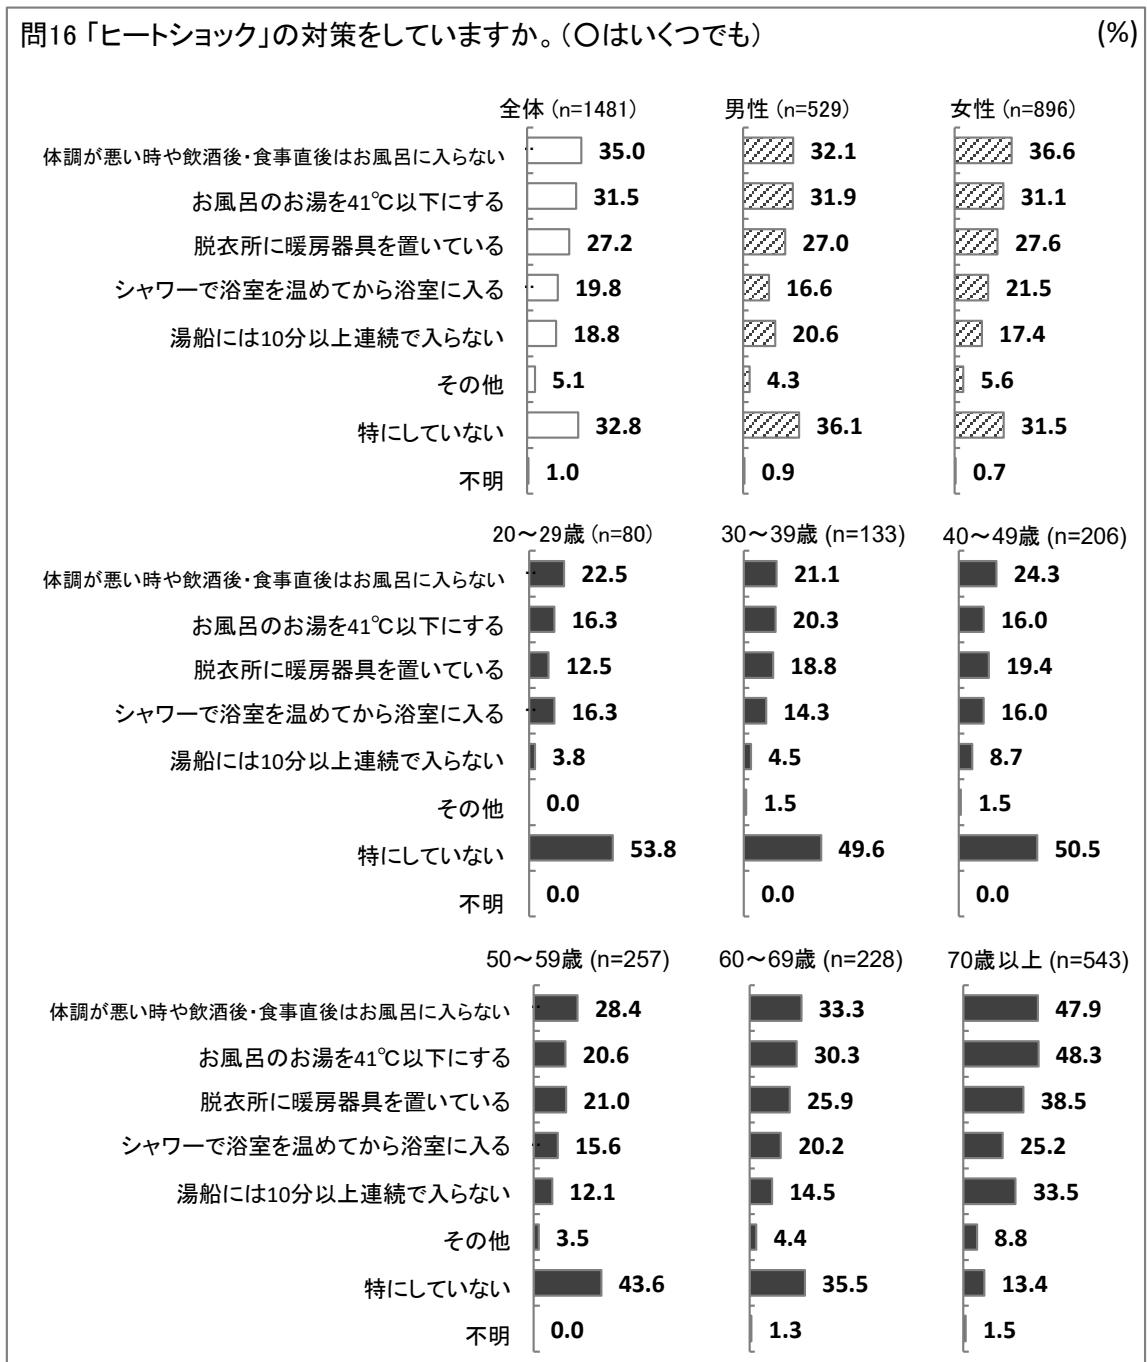 問16「ヒートショック」の対策をしていますか。（〇はいくつでも） (%)
全体 (n=1481) 男性 (n=529) 女性 (n=896)
体調が悪い時や飲酒後・食事直後はお風呂に入らない 35.0 32.1 36.6
お風呂のお湯を41℃以下にする 31.5 31.9 31.1
脱衣所に暖房器具を置いている 27.2 27.0 27.6
シャワーで浴室を温めてから浴室に入る 19.8 16.6 21.5
湯船には10分以上連続で入らない 18.8 20.6 17.4
その他 5.1 4.3 5.6
特にしていない 32.8 36.1 31.5
不明 1.0 0.9 0.7
20～29歳 (n=80) 30～39歳 (n=133) 40～49歳 (n=206)
体調が悪い時や飲酒後・食事直後はお風呂に入らない 22.5 21.1 24.3
お風呂のお湯を41℃以下にする 16.3 20.3 16.0
脱衣所に暖房器具を置いている 12.5 18.8 19.4
シャワーで浴室を温めてから浴室に入る 16.3 14.3 16.0
湯船には10分以上連続で入らない 3.8 4.5 8.7
その他 0.0 1.5 1.5
特にしていない 53.8 49.6 50.5
不明 0.0 0.0 0.0
50～59歳 (n=257) 60～69歳 (n=228) 70歳以上 (n=543)
体調が悪い時や飲酒後・食事直後はお風呂に入らない 28.4 33.3 47.9
お風呂のお湯を41℃以下にする 20.6 30.3 48.3
脱衣所に暖房器具を置いている 21.0 25.9 38.5
シャワーで浴室を温めてから浴室に入る 15.6 20.2 25.2
湯船には10分以上連続で入らない 12.1 14.5 33.5
その他 3.5 4.4 8.8
特にしていない 43.6 35.5 13.4
不明 0.0 1.3 1.5